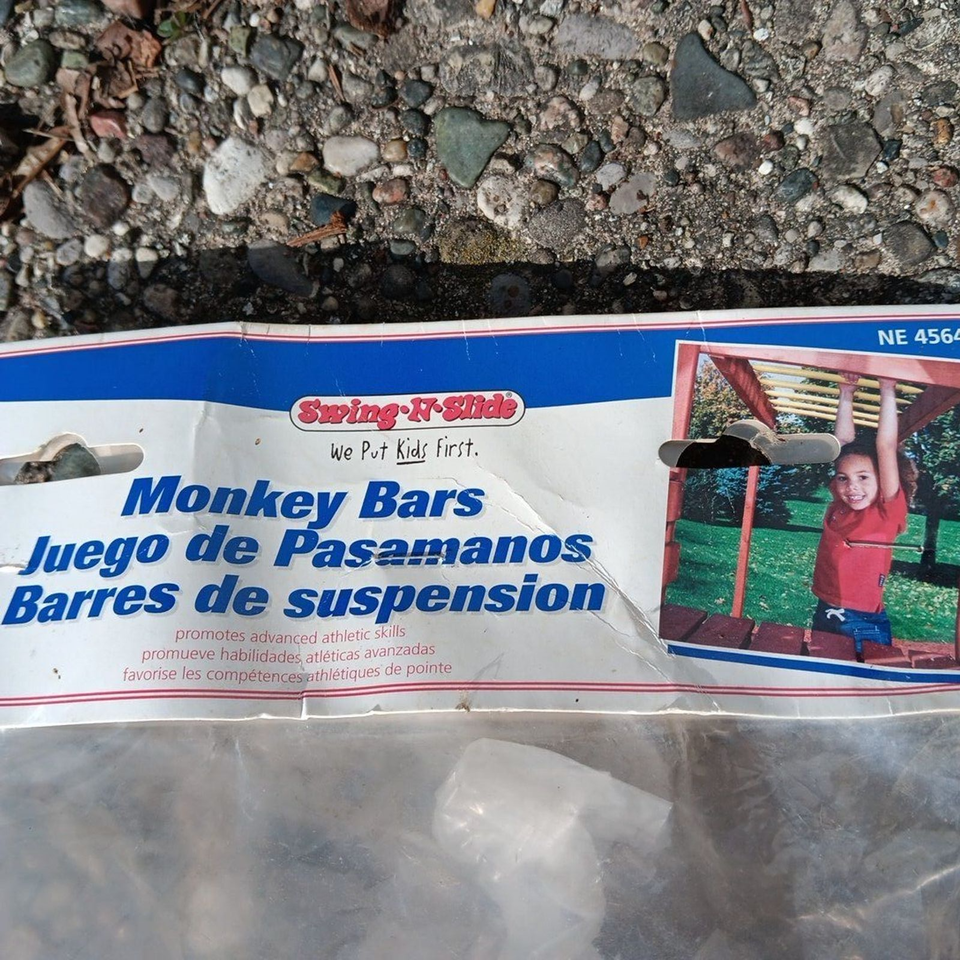 NE 4564
Swing·N·Slide®
We Put Kids First.
Monkey Bars
Juego de Pasamanos
Barres de suspension
promotes advanced athletic skills
promueve habilidades atléticas avanzadas
favorise les compétences athlétiques de pointe